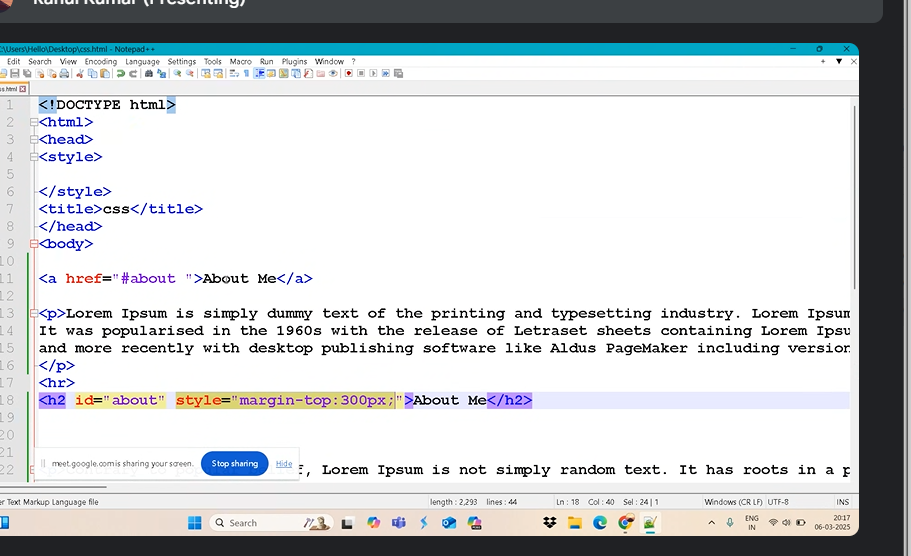 Rahul Kumar (Presenting)
:\Users\Hello\Desktop\css.html - Notepad++
Edit Search View Encoding Language Settings Tools Macro Run Plugins Window ?
ss.html
1 <!DOCTYPE html>
2 <html>
3 <head>
4 <style>
5
6 </style>
7 <title>css</title>
8 </head>
9 <body>
10
11 <a href="#about ">About Me</a>
12
13 <p>Lorem Ipsum is simply dummy text of the printing and typesetting industry. Lorem Ipsum
14 It was popularised in the 1960s with the release of Letraset sheets containing Lorem Ipsu
15 and more recently with desktop publishing software like Aldus PageMaker including version
16 </p>
17 <hr>
18 <h2 id="about" style="margin-top:300px;">About Me</h2>
19
20
21
22 f, Lorem Ipsum is not simply random text. It has roots in a p
meet.google.com is sharing your screen. Stop sharing Hide
er Text Markup Language file length : 2,293 lines : 44 Ln : 18 Col : 40 Sel : 24 | 1 Windows (CR LF) UTF-8 INS
Search ENG IN 20:17 06-03-2025